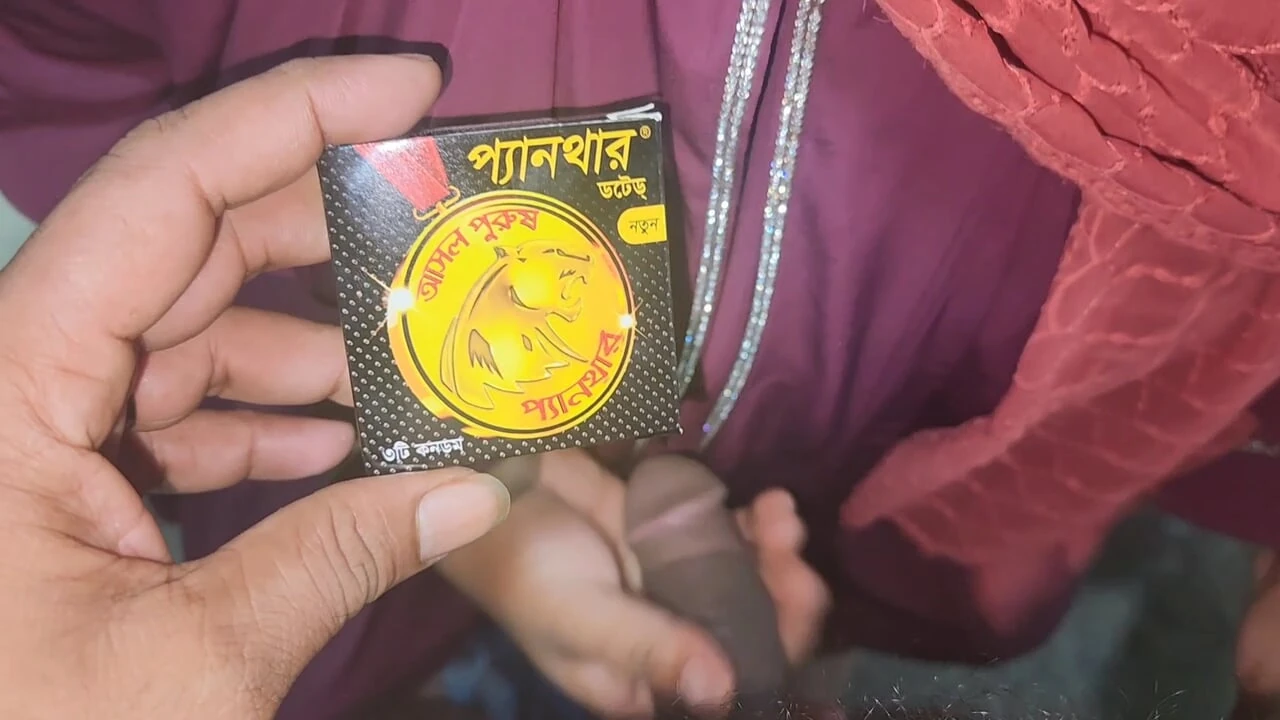 প্যানথার®
ডটেড্
নতুন
আসল পুরুষ
প্যানথার
৩টি কনডম